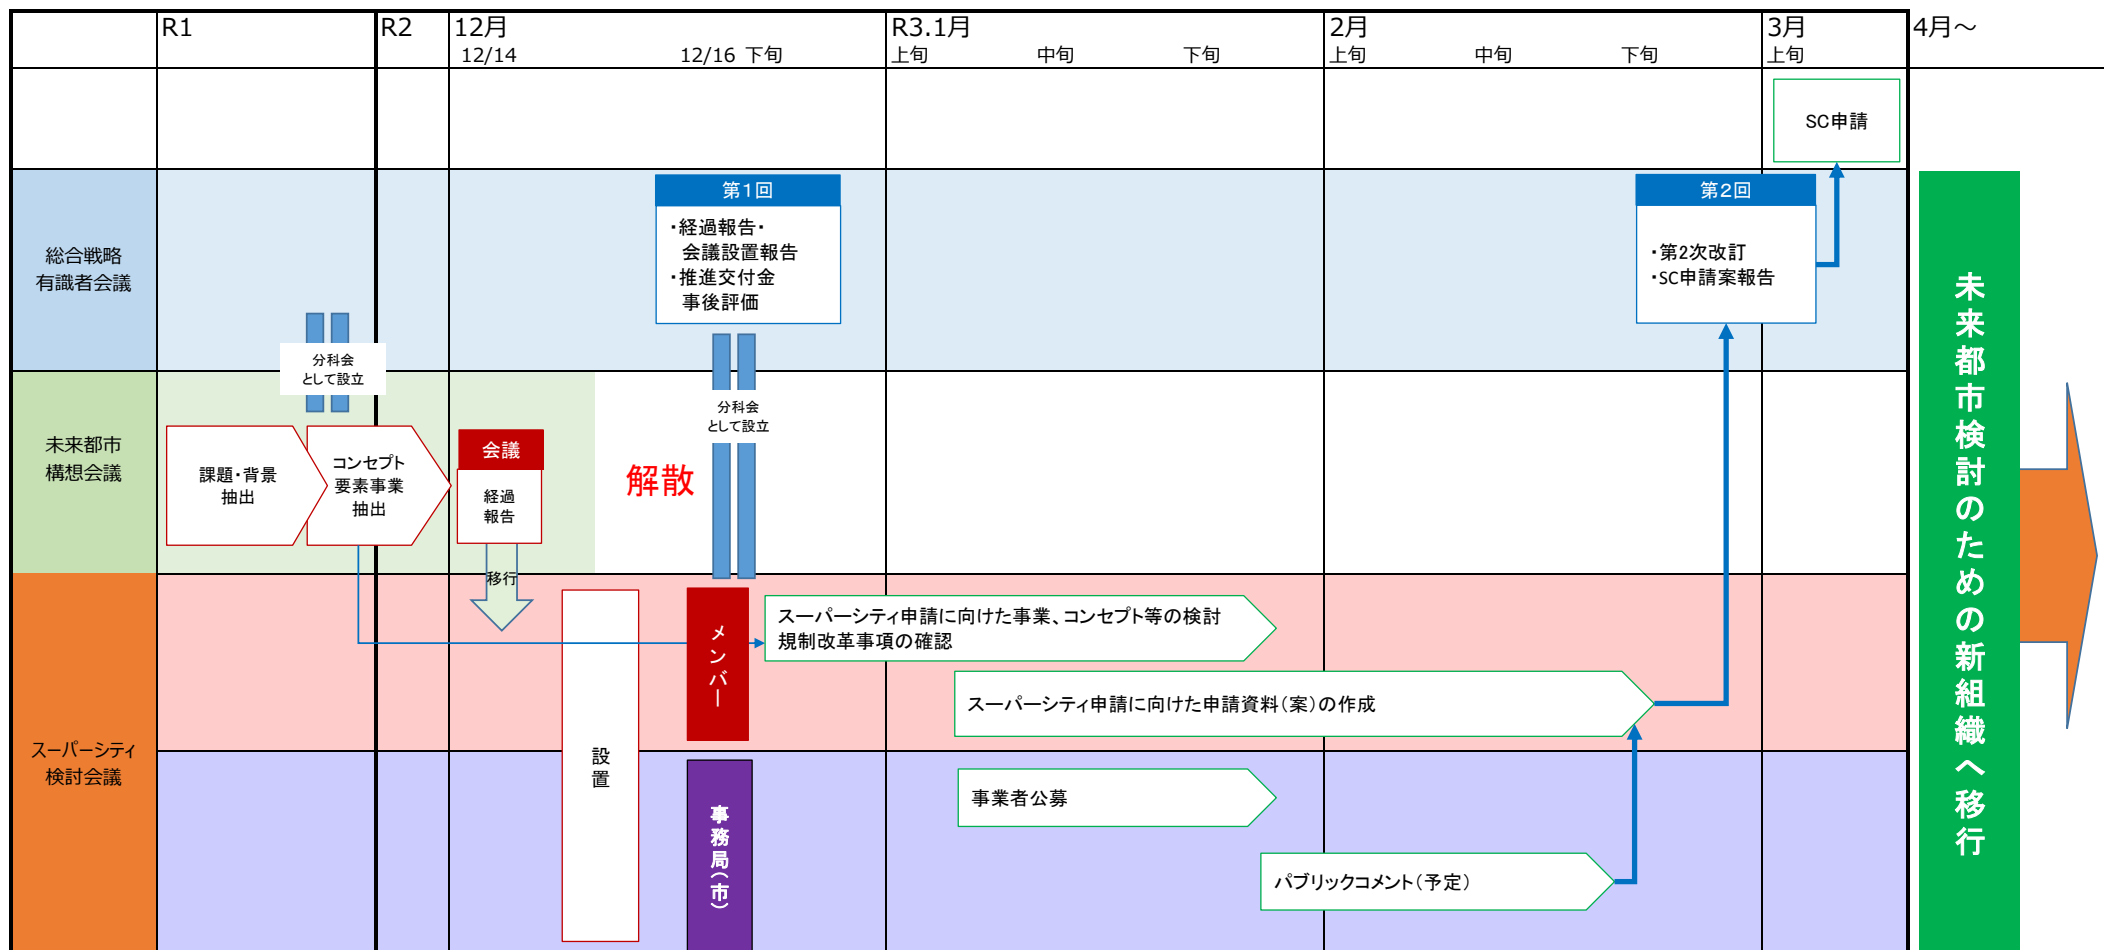 R1
R2
12月
R3.1月
2月
3月
4月～
12/14
12/16 下旬
上旬
中旬
下旬
上旬
中旬
下旬
上旬
SC申請
総合戦略
有識者会議
第1回
・経過報告・
会議設置報告
・推進交付金
事後評価
第2回
・第2次改訂
・SC申請案報告
分科会
として設立
分科会
として設立
未来都市
構想会議
課題・背景
抽出
コンセプト
要素事業
抽出
会議
経過
報告
解散
移行
スーパーシティ
検討会議
設置
メンバー
事務局(市)
スーパーシティ申請に向けた事業、コンセプト等の検討
規制改革事項の確認
スーパーシティ申請に向けた申請資料(案)の作成
事業者公募
パブリックコメント(予定)
未来都市検討のための新組織へ移行